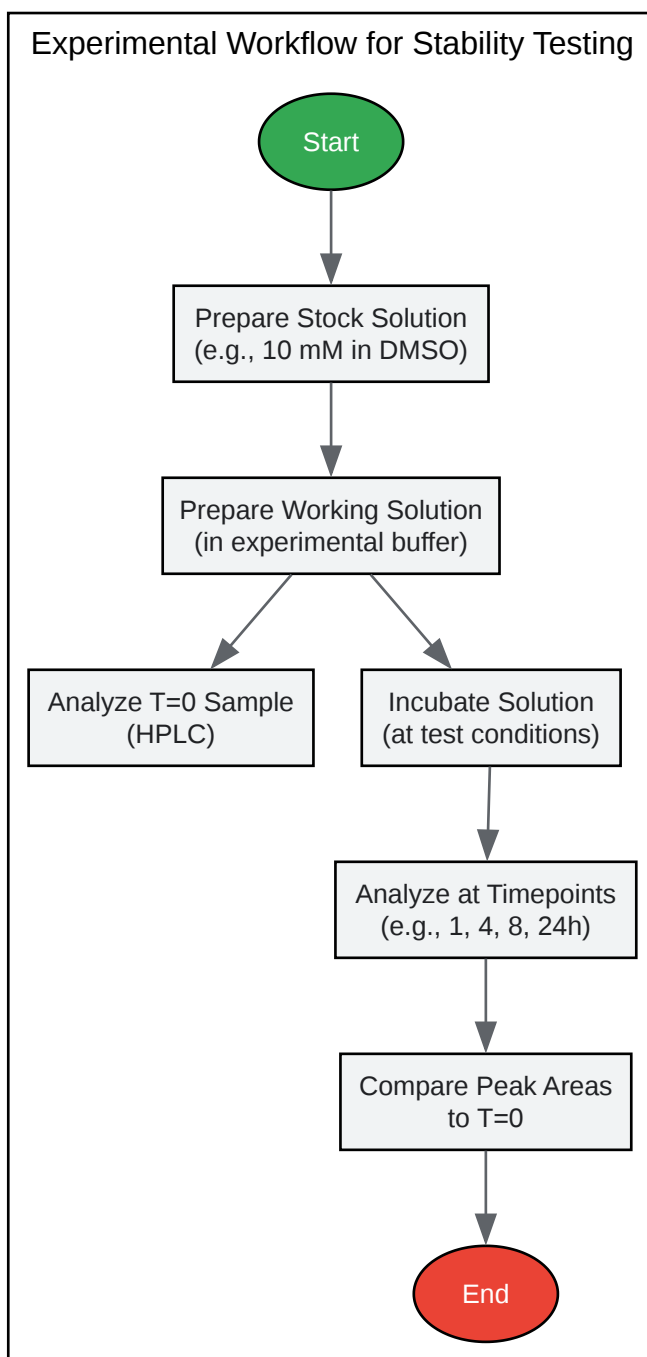 Experimental Workflow for Stability Testing
Start
Prepare Stock Solution
(e.g., 10 mM in DMSO)
Prepare Working Solution
(in experimental buffer)
Analyze T=0 Sample
(HPLC)
Incubate Solution
(at test conditions)
Analyze at Timepoints
(e.g., 1, 4, 8, 24h)
Compare Peak Areas
to T=0
End